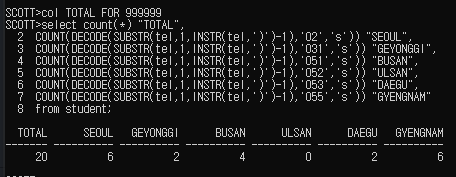 SCOTT>col TOTAL FOR 999999
SCOTT>select count(*) "TOTAL",
2 COUNT(DECODE(SUBSTR(tel,1,INSTR(tel,')')-1),'02','s')) "SEOUL",
3 COUNT(DECODE(SUBSTR(tel,1,INSTR(tel,')')-1),'031','s')) "GEYONGGI",
4 COUNT(DECODE(SUBSTR(tel,1,INSTR(tel,')')-1),'051','s')) "BUSAN",
5 COUNT(DECODE(SUBSTR(tel,1,INSTR(tel,')')-1),'052','s')) "ULSAN",
6 COUNT(DECODE(SUBSTR(tel,1,INSTR(tel,')')-1),'053','s')) "DAEGU",
7 COUNT(DECODE(SUBSTR(tel,1,INSTR(tel,')')-1),'055','s')) "GYENGNAM"
8 from student;
TOTAL SEOUL GEYONGGI BUSAN ULSAN DAEGU GYENGNAM
------- ---------- ---------- ---------- ---------- ---------- ----------
20 6 2 4 0 2 6